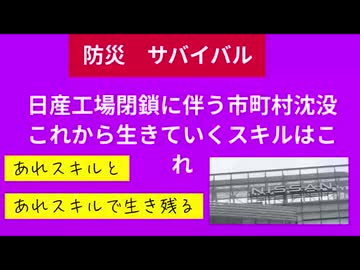 防災　サバイバル
日産工場閉鎖に伴う市町村沈没
これから生きていくスキルはこ
れ
あれスキルと
あれスキルで生き残る
NISSAN